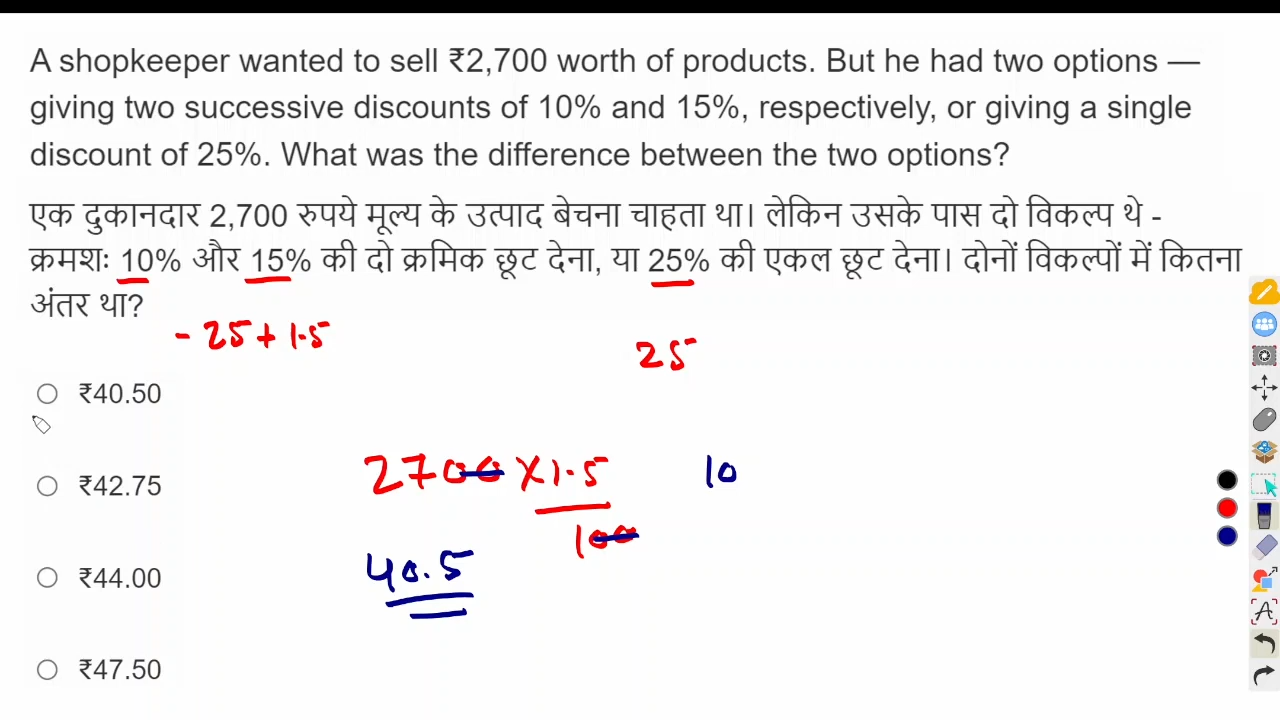 A shopkeeper wanted to sell ₹2,700 worth of products. But he had two options —
giving two successive discounts of 10% and 15%, respectively, or giving a single
discount of 25%. What was the difference between the two options?
एक दुकानदार 2,700 रुपये मूल्य के उत्पाद बेचना चाहता था। लेकिन उसके पास दो विकल्प थे -
क्रमशः 10% और 15% की दो क्रमिक छूट देना, या 25% की एकल छूट देना। दोनों विकल्पों में कितना
अंतर था?
- 25 + 1.5
25
₹40.50
2700 × 1.5
10
₹42.75
100
40.5
₹44.00
₹47.50